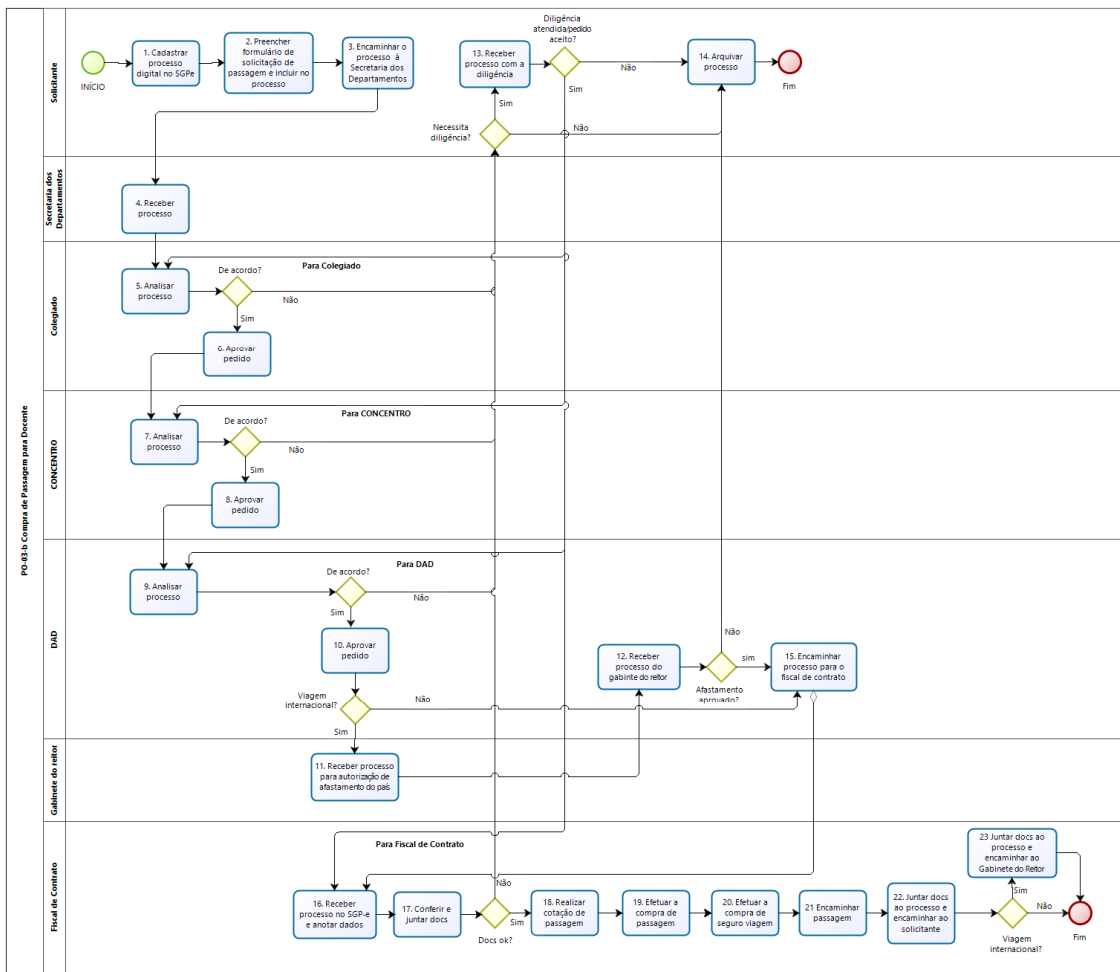 PO-03-b Compra de Passagem para Docente
Solicitante
INÍCIO
1. Cadastrar
processo
digital no SGPe
2. Preencher
formulário de
solicitação de
passagem e incluir no
processo
3. Encaminhar o
processo à
Secretaria dos
Departamentos
13. Receber
processo com a
diligência
Diligência
atendida/pedido
aceito?
Não
Sim
14. Arquivar
processo
Fim
Sim
Necessita
diligência?
Não
Secretaria dos
Departamentos
4. Receber
processo
Colegiado
Para Colegiado
5. Analisar
processo
De acordo?
Não
Sim
6. Aprovar
pedido
CONCENTRO
Para CONCENTRO
7. Analisar
processo
De acordo?
Não
Sim
8. Aprovar
pedido
DAD
Para DAD
9. Analisar
processo
De acordo?
Não
Sim
10. Aprovar
pedido
Viagem
internacional?
Não
Sim
12. Receber
processo do
gabinte do reitor
Não
sim
Afastamento
aprovado?
15. Encaminhar
processo para o
fiscal de contrato
Gabinete do reitor
11. Receber processo
para autorização de
afastamento do país
Fiscal de Contrato
Para Fiscal de Contrato
16. Receber
processo no SGP-e
e anotar dados
17. Conferir e
juntar docs
Não
Sim
Docs ok?
18. Realizar
cotação de
passagem
19. Efetuar a
compra de
passagem
20. Efetuar a
compra de
seguro viagem
21 Encaminhar
passagem
22. Juntar docs
ao processo e
encaminhar ao
solicitante
23 Juntar docs ao
processo e
encaminhar ao
Gabinete do Reitor
Sim
Não
Viagem
internacional?
Fim